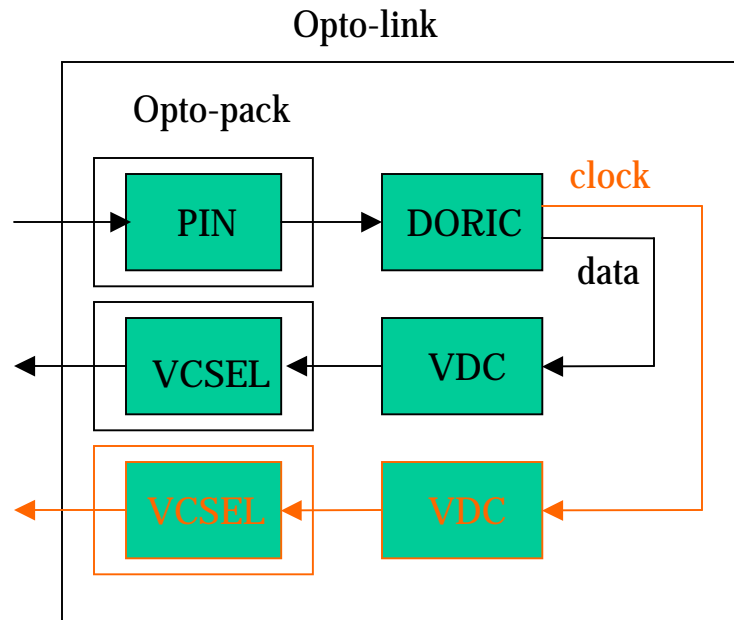 Opto-link
Opto-pack
PIN
DORIC
clock
data
VCSEL
VDC
VCSEL
VDC